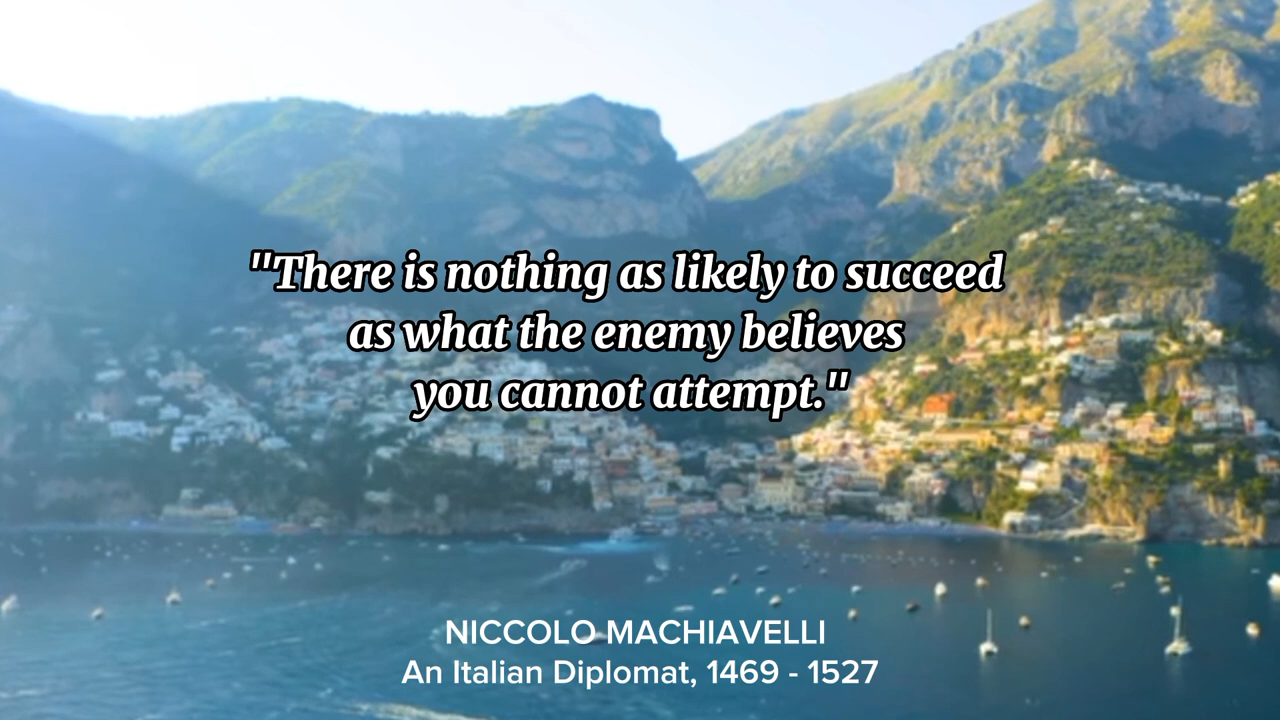 "There is nothing as likely to succeed
as what the enemy believes
you cannot attempt."
NICCOLO MACHIAVELLI
An Italian Diplomat, 1469 - 1527